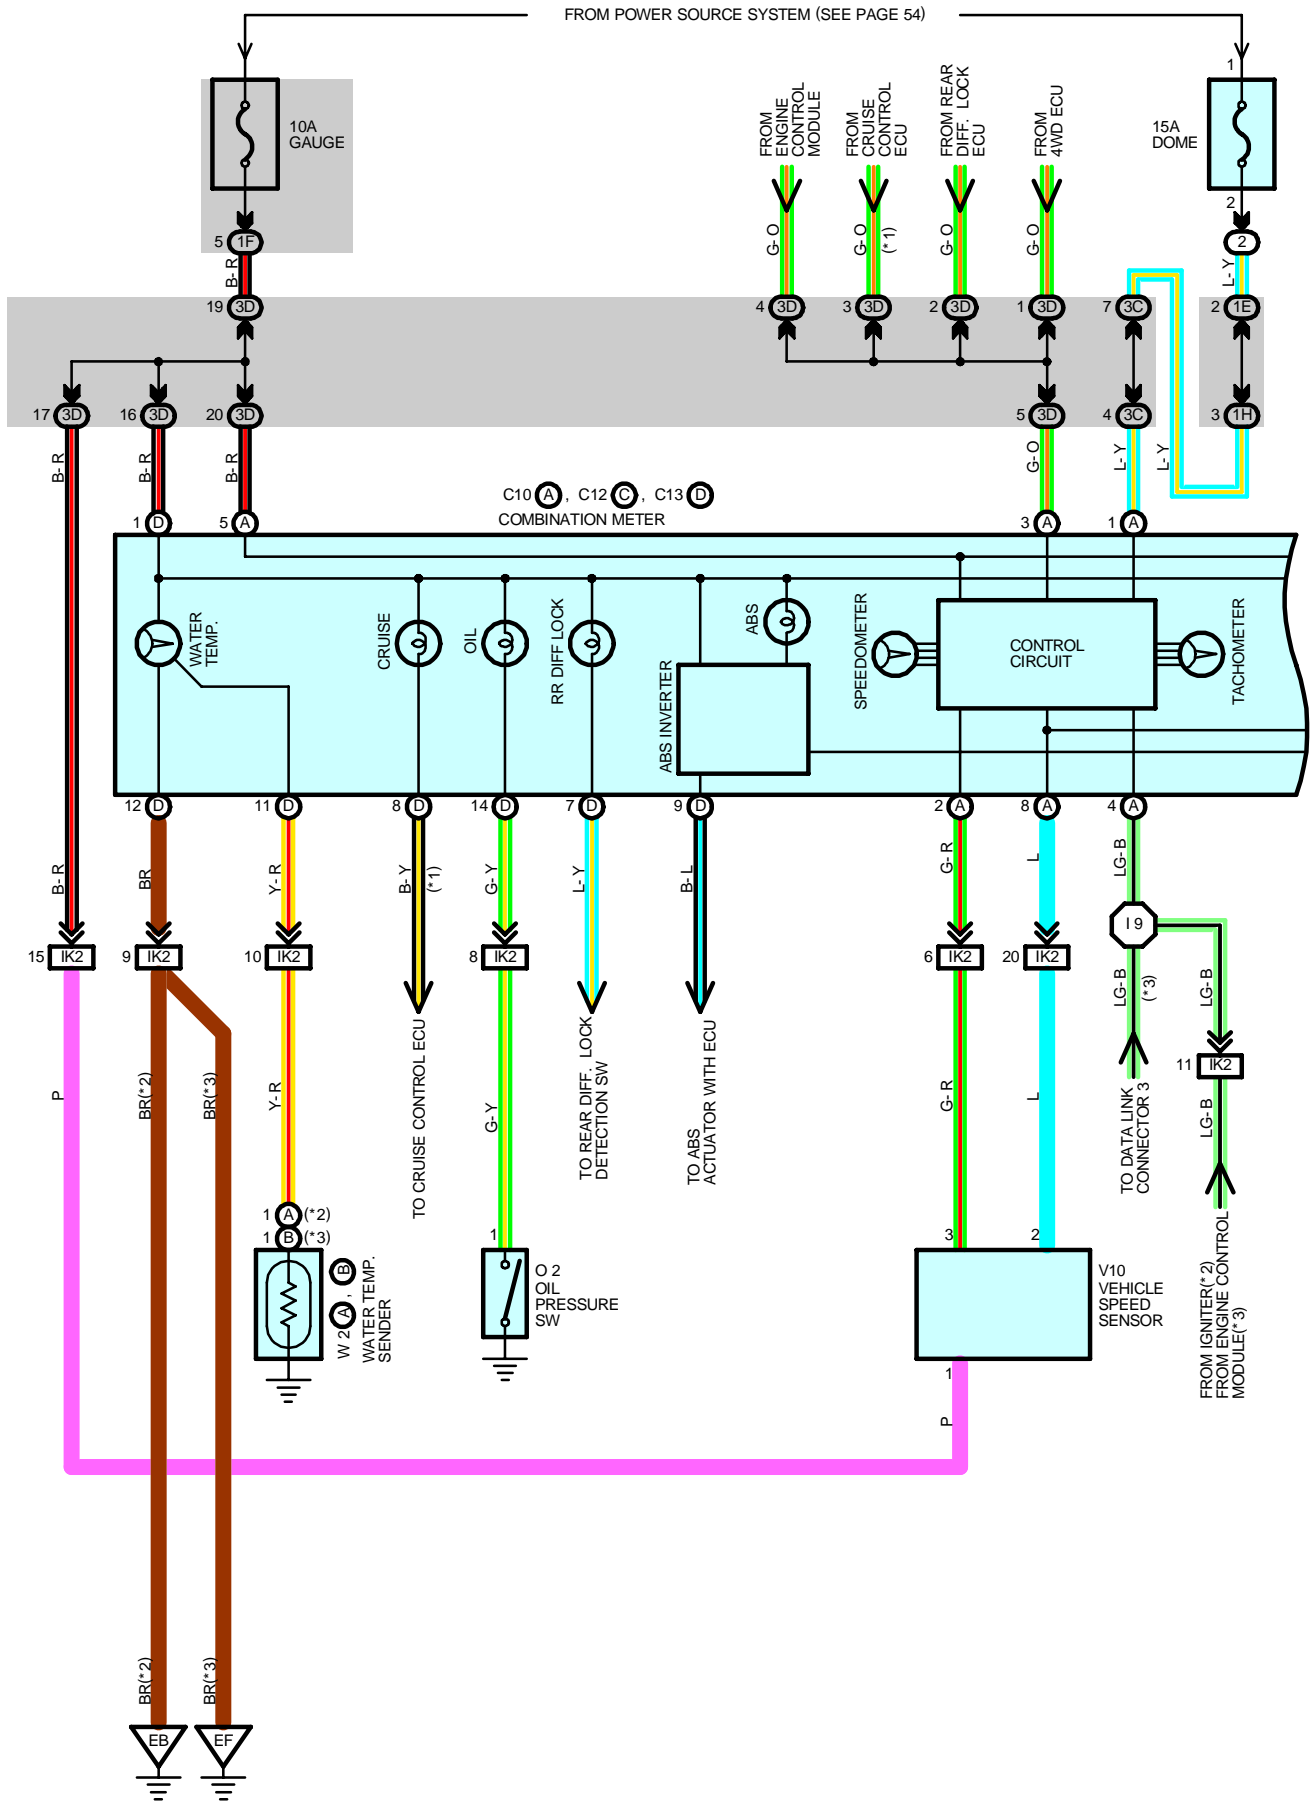 FROM POWER SOURCE SYSTEM (SEE PAGE 54)
10A
GAUGE
FROM
ENGINE
CONTROL
MODULE
FROM
CRUISE
CONTROL
ECU
FROM REAR
DIFF. LOCK
ECU
FROM
4WD ECU
1
15A
DOME
2
5 1F
2
B-R
G-O
G-O
(*1)
G-O
G-O
L-Y
19 3D
4 3D
3 3D
2 3D
1 3D
7 3C
2 1E
17 3D
16 3D
20 3D
5 3D
4 3C
3 1H
B-R
B-R
B-R
G-O
L-Y
L-Y
C10 A , C12 C , C13 D
COMBINATION METER
1 D
5 A
3 A
1 A
WATER
TEMP.
CRUISE
OIL
RR DIFF LOCK
ABS
ABS INVERTER
SPEEDOMETER
CONTROL
CIRCUIT
TACHOMETER
12 D
11 D
8 D
14 D
7 D
9 D
2 A
8 A
4 A
B-R
BR
Y-R
B-Y
(*1)
G-Y
L-Y
B-L
G-R
L
LG-B
I 9
15 IK2
9 IK2
10 IK2
8 IK2
6 IK2
20 IK2
LG-B
(*3)
LG-B
11 IK2
P
BR(*2)
BR(*3)
Y-R
TO CRUISE CONTROL ECU
G-Y
TO REAR DIFF. LOCK
DETECTION SW
TO ABS
ACTUATOR WITH ECU
G-R
L
TO DATA LINK
CONNECTOR 3
LG-B
1 A (*2)
1 B (*3)
1
3
2
W 2 A , B
WATER TEMP.
SENDER
O 2
OIL
PRESSURE
SW
V10
VEHICLE
SPEED
SENSOR
FROM IGNITER(*2)
FROM ENGINE CONTROL
MODULE(*3)
1
P
BR(*2)
BR(*3)
EB
EF